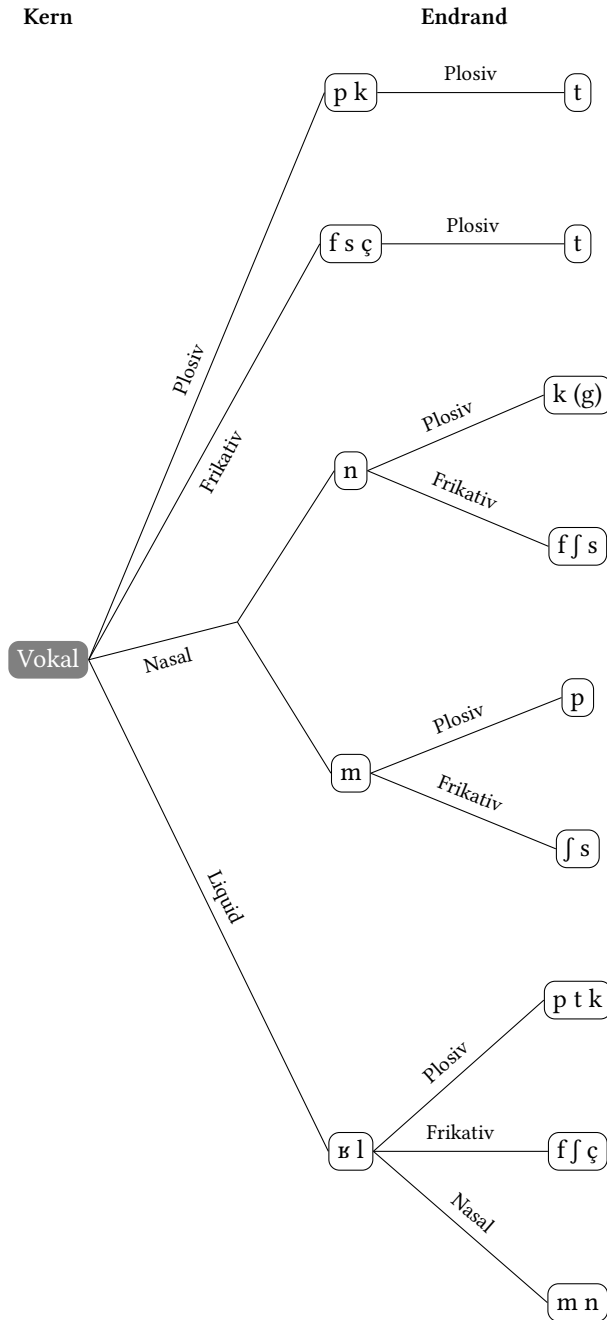 Kern Endrand
p k Plosiv t
f s ç Plosiv t
Plosiv
Frikativ
Plosiv k (g)
n
Frikativ f ʃ s
Vokal Nasal
Plosiv p
m
Frikativ ʃ s
Liquid
Plosiv p t k
ʁ l Frikativ f ʃ ç
Nasal m n